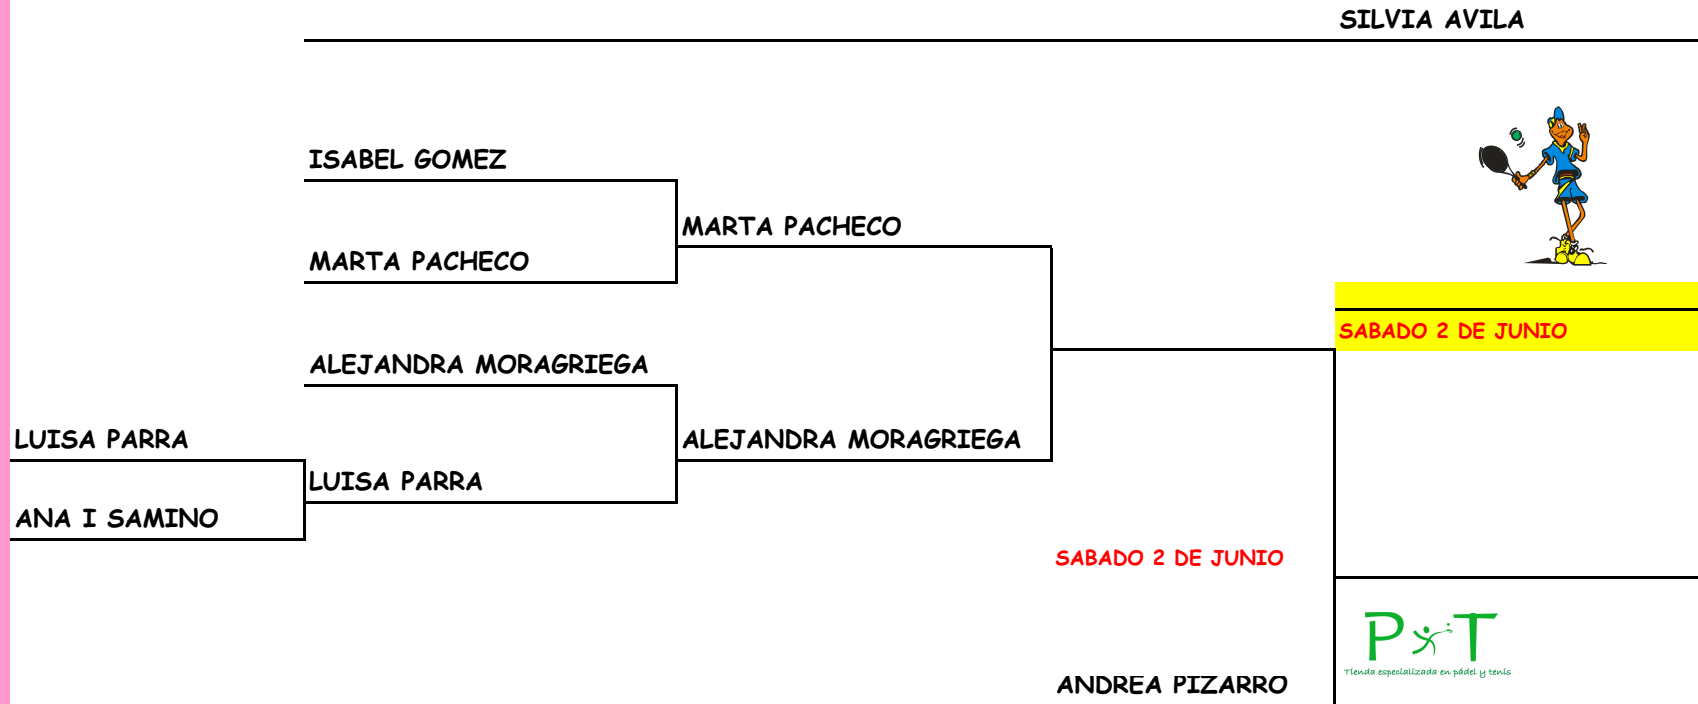 SILVIA AVILA
ISABEL GOMEZ
MARTA PACHECO
MARTA PACHECO
SABADO 2 DE JUNIO
ALEJANDRA MORAGRIEGA
LUISA PARRA
ALEJANDRA MORAGRIEGA
LUISA PARRA
ANA I SAMINO
SABADO 2 DE JUNIO
P T
Tienda especializada en pádel y tenis
ANDREA PIZARRO